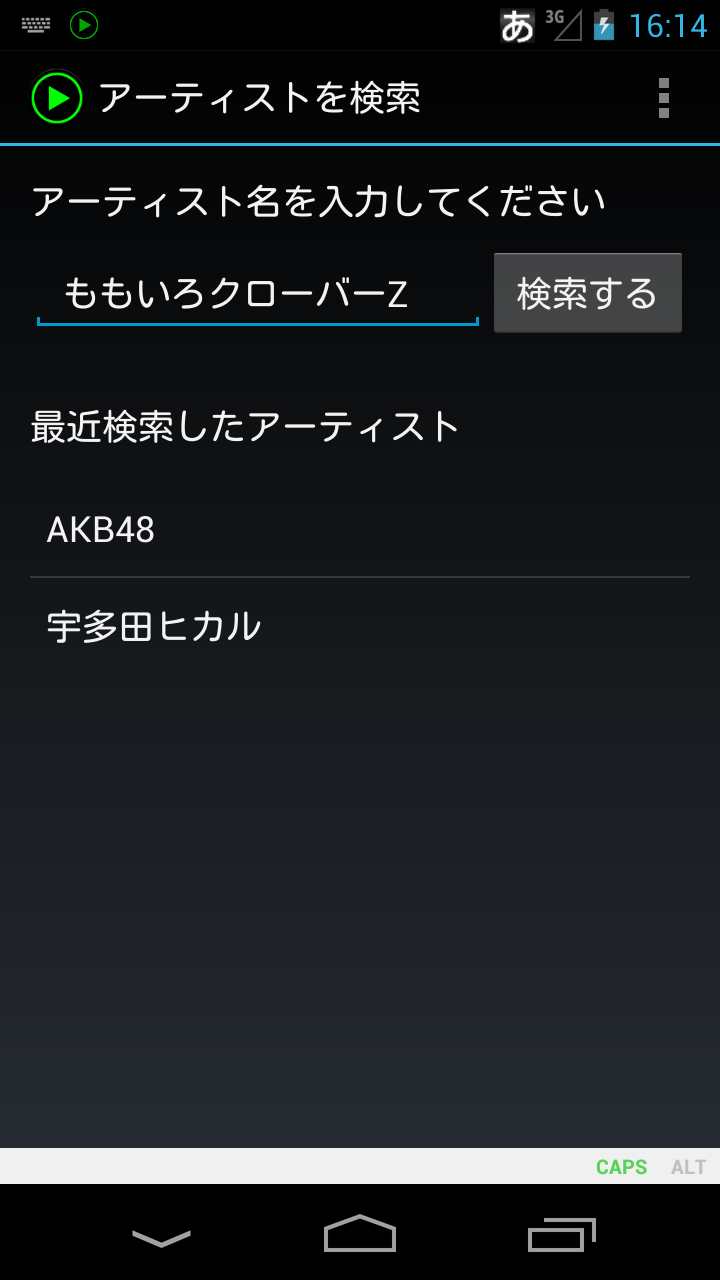 あ 3G 16:14
アーティストを検索
アーティスト名を入力してください
ももいろクローバーZ 検索する
最近検索したアーティスト
AKB48
宇多田ヒカル
CAPS ALT